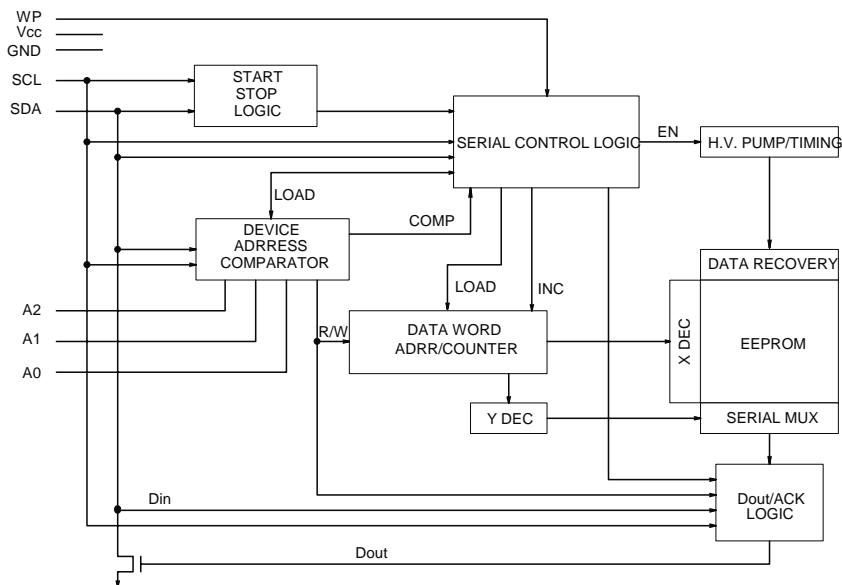 WP
Vcc
GND
SCL
SDA
START
STOP
LOGIC
SERIAL CONTROL LOGIC
EN
H.V. PUMP/TIMING
LOAD
COMP
DEVICE
ADRRESS
COMPARATOR
DATA RECOVERY
A2
A1
A0
R/W
LOAD
INC
DATA WORD
ADRR/COUNTER
X DEC
EEPROM
Y DEC
SERIAL MUX
Din
Dout/ACK
LOGIC
Dout